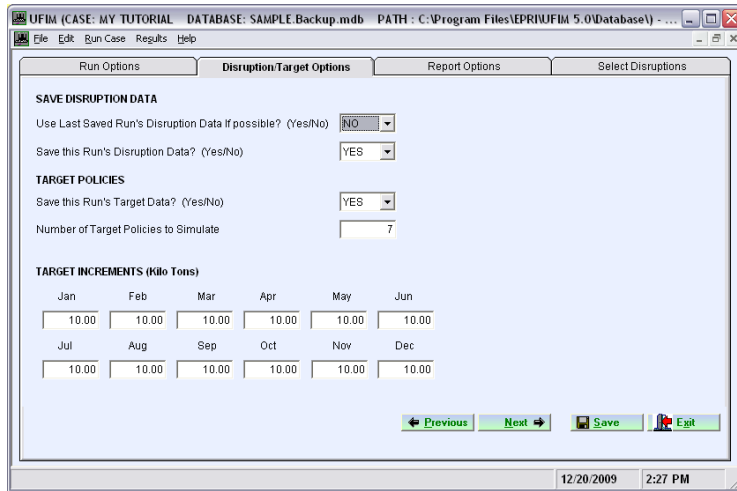 UFIM (CASE: MY TUTORIAL DATABASE: SAMPLE.Backup.mdb PATH : C:\Program Files\EPRI\UFIM 5.0\Database\) - ...
File Edit Run Case Results Help
Run Options Disruption/Target Options Report Options Select Disruptions
SAVE DISRUPTION DATA
Use Last Saved Run's Disruption Data If possible? (Yes/No) NO
Save this Run's Disruption Data? (Yes/No) YES
TARGET POLICIES
Save this Run's Target Data? (Yes/No) YES
Number of Target Policies to Simulate 7
TARGET INCREMENTS (Kilo Tons)
Jan Feb Mar Apr May Jun
10.00 10.00 10.00 10.00 10.00 10.00
Jul Aug Sep Oct Nov Dec
10.00 10.00 10.00 10.00 10.00 10.00
Previous Next Save Exit
12/20/2009 2:27 PM